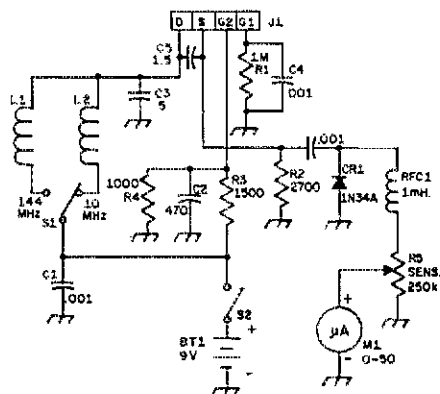 D S G2 G1 J1
C5
1.5
1M
R1
C4
.001
L1
L2
C3
5
.001
CR1
1N34A
RFC1
1mH.
1000
R4
C2
470
R3
1500
R2
2700
144
MHz
10
MHz
S1
R5
SENS.
250k
C1
.001
S2
+
BT1
9V
-
+
μA
M1
-
0-50